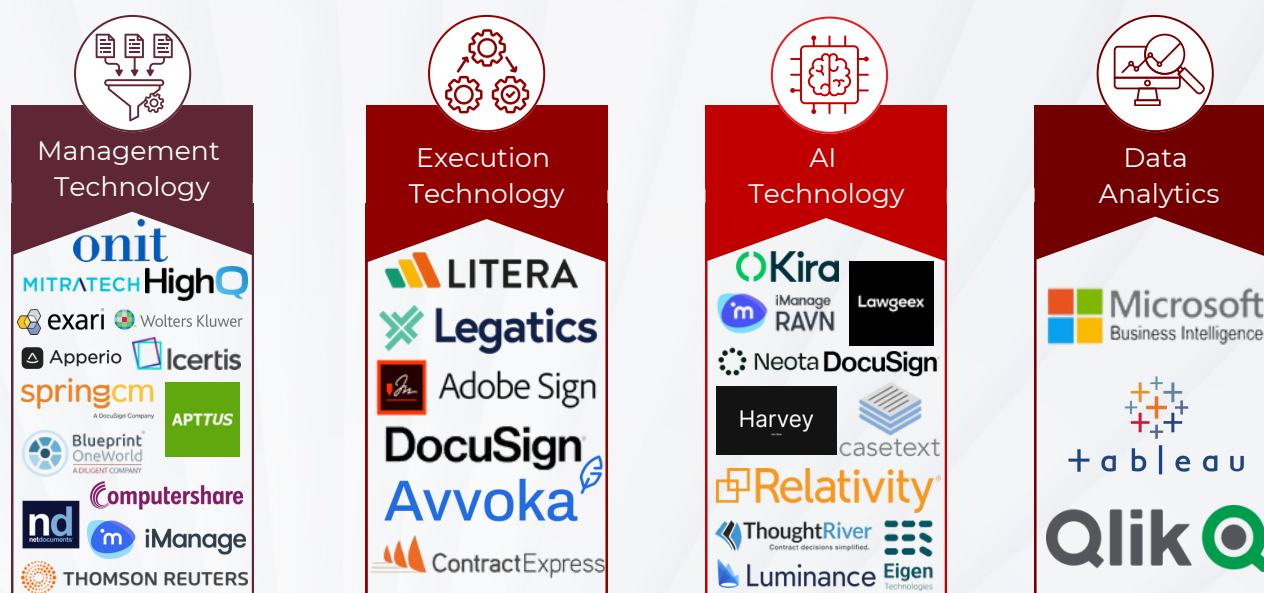 Management
Technology
onit
MITRATECH HighQ
exari Wolters Kluwer
Apperio Icertis
springcm
A DocuSign Company
APTTUS
Blueprint
OneWorld
A DILIGENT COMPANY
Computershare
nd
netdocuments
iManage
THOMSON REUTERS
Execution
Technology
LITERA
Legatics
Adobe Sign
DocuSign
Avvoka
ContractExpress
AI
Technology
Kira
iManage
RAVN
Lawgeex
Neota DocuSign
Harvey
casetext
Relativity
ThoughtRiver
Contract decisions simplified.
Luminance
Eigen
Technologies
Data
Analytics
Microsoft
Business Intelligence
tableau
Qlik